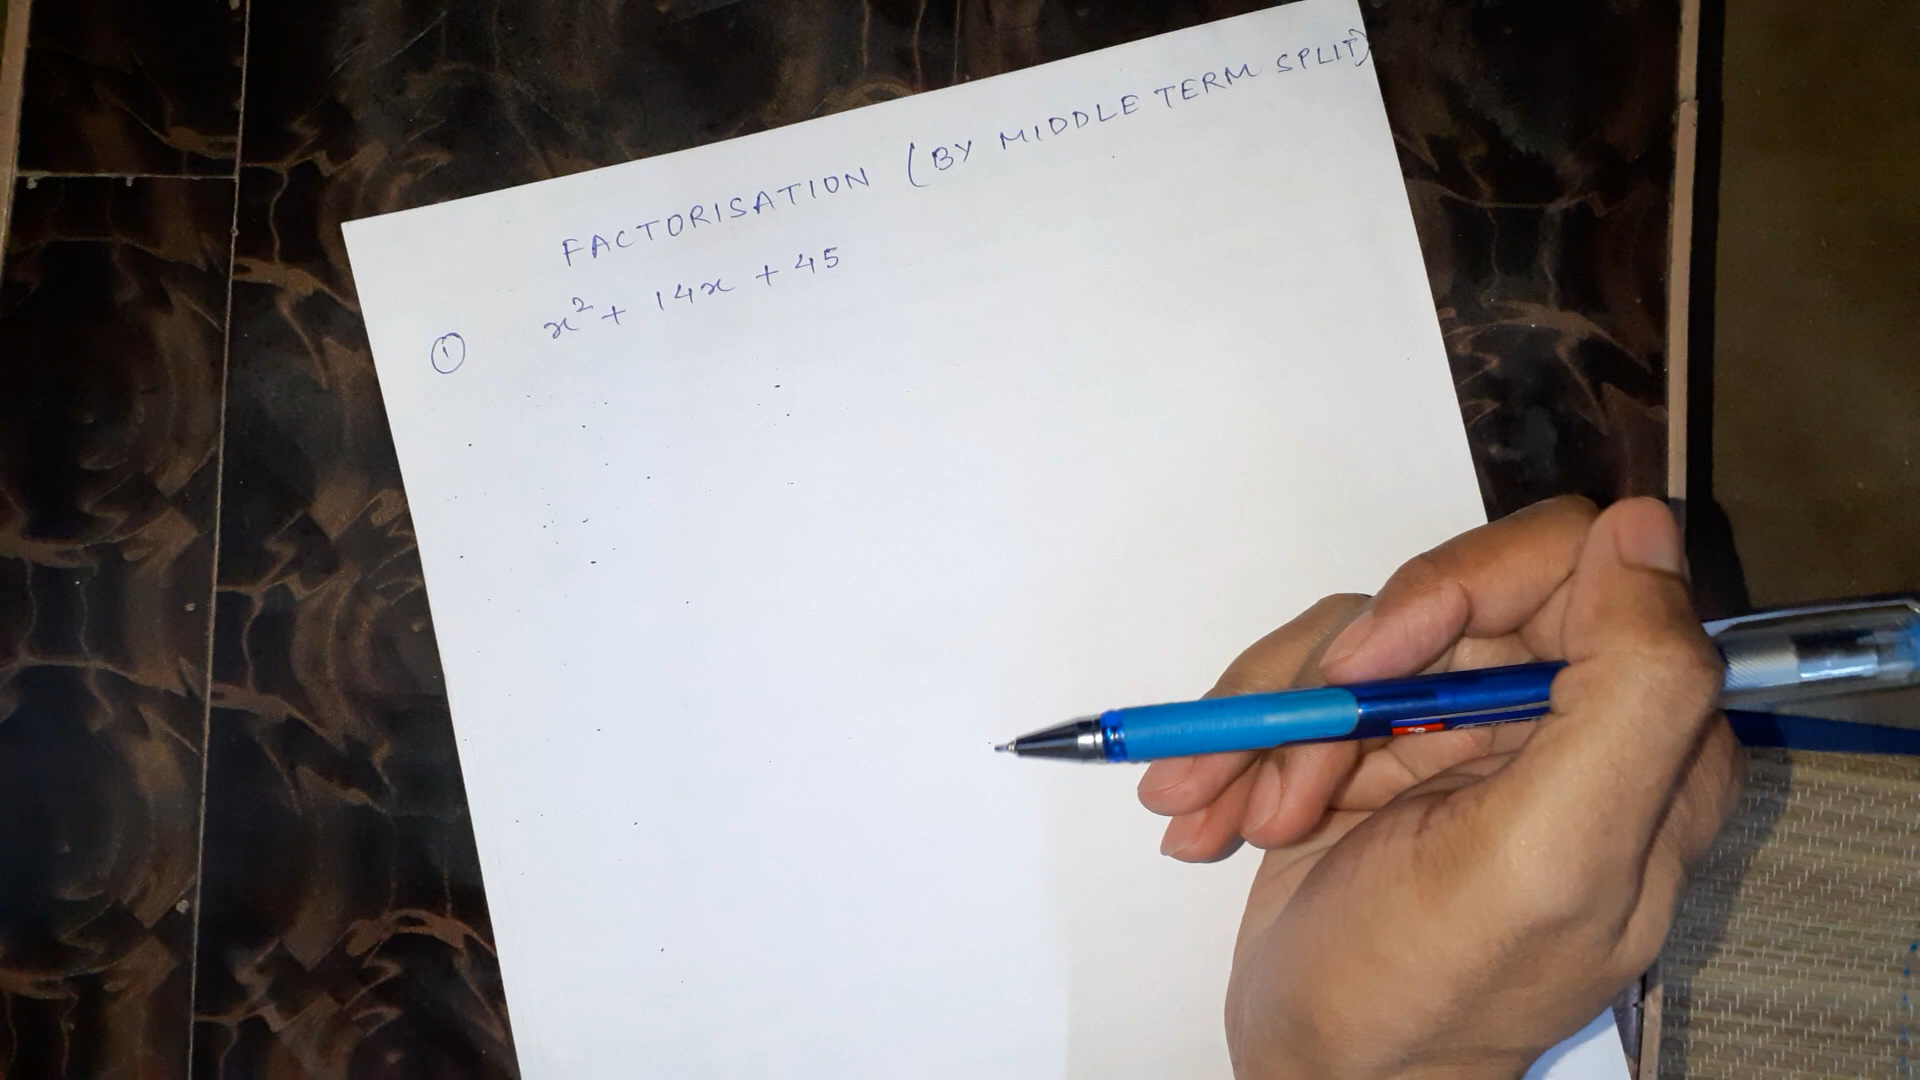 FACTORISATION (BY MIDDLE TERM SPLIT)
① x² + 14x + 45